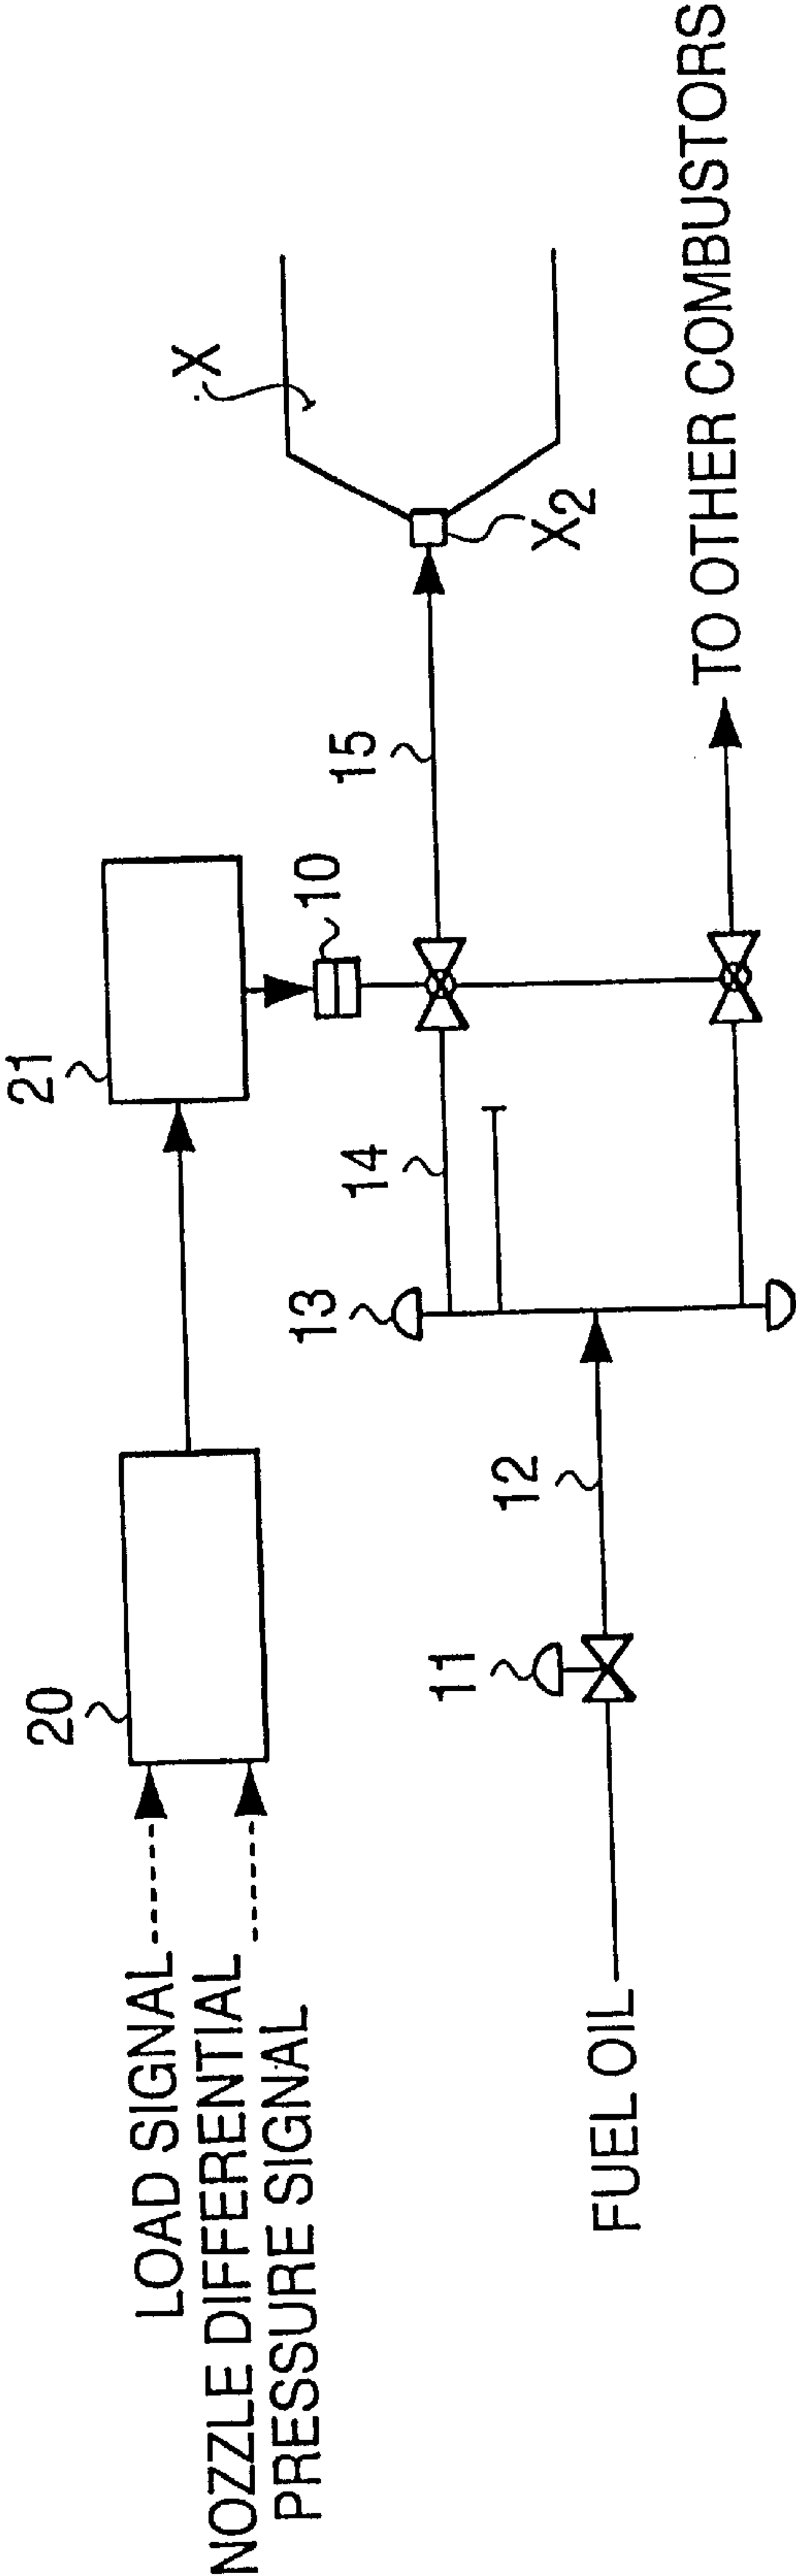 LOAD SIGNAL
NOZZLE DIFFERENTIAL
PRESSURE SIGNAL
20
21
10
X
X2
FUEL OIL
11
12
13
14
15
TO OTHER COMBUSTORS